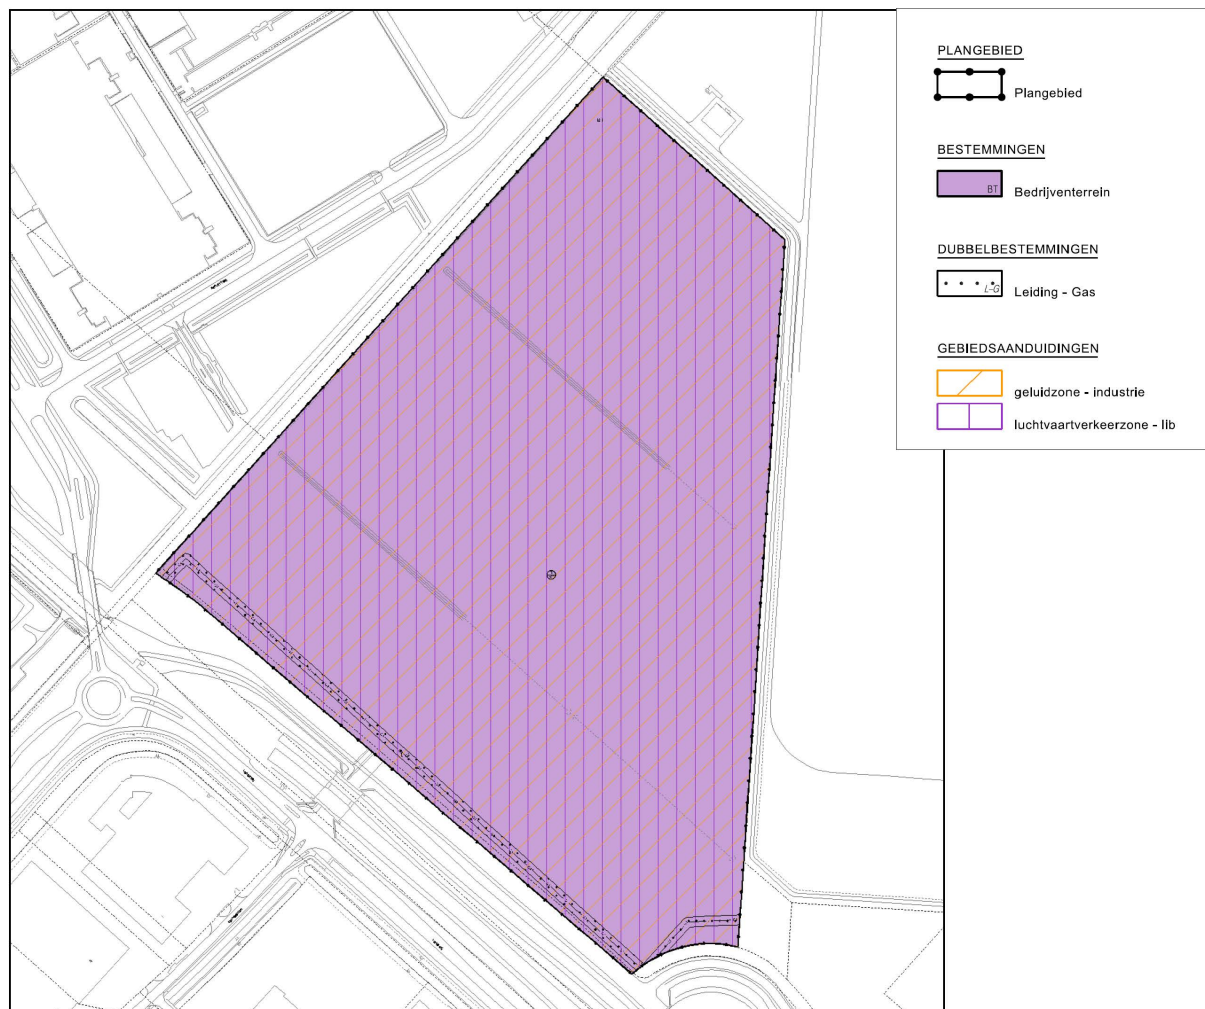 PLANGEBIED
Plangebied
BESTEMMINGEN
BT
Bedrijventerrein
DUBBELBESTEMMINGEN
L-G
Leiding - Gas
GEBIEDSAANDUIDINGEN
geluidzone - industrie
luchtvaartverkeerzone - lib